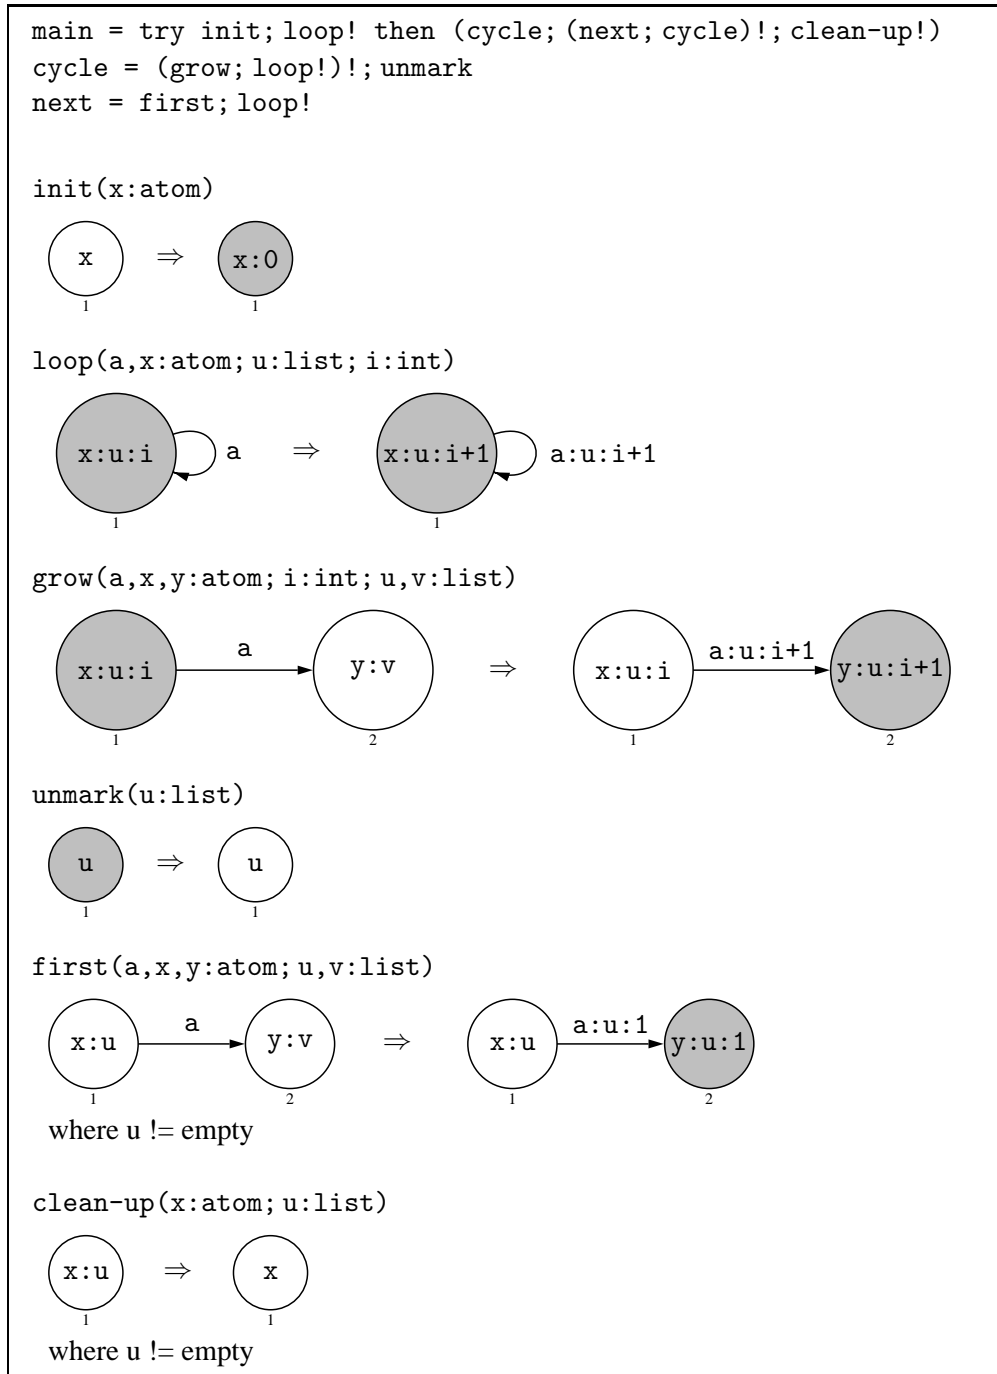 main = try init; loop! then (cycle; (next; cycle)!; clean-up!)
cycle = (grow; loop!)!; unmark
next = first; loop!
init(x:atom)
x ⇒ x:0
1 1
loop(a,x:atom; u:list; i:int)
x:u:i a ⇒ x:u:i+1 a:u:i+1
1 1
grow(a,x,y:atom; i:int; u,v:list)
x:u:i a y:v ⇒ x:u:i a:u:i+1 y:u:i+1
1 2 1 2
unmark(u:list)
u ⇒ u
1 1
first(a,x,y:atom; u,v:list)
x:u a y:v ⇒ x:u a:u:1 y:u:1
1 2 1 2
where u != empty
clean-up(x:atom; u:list)
x:u ⇒ x
1 1
where u != empty